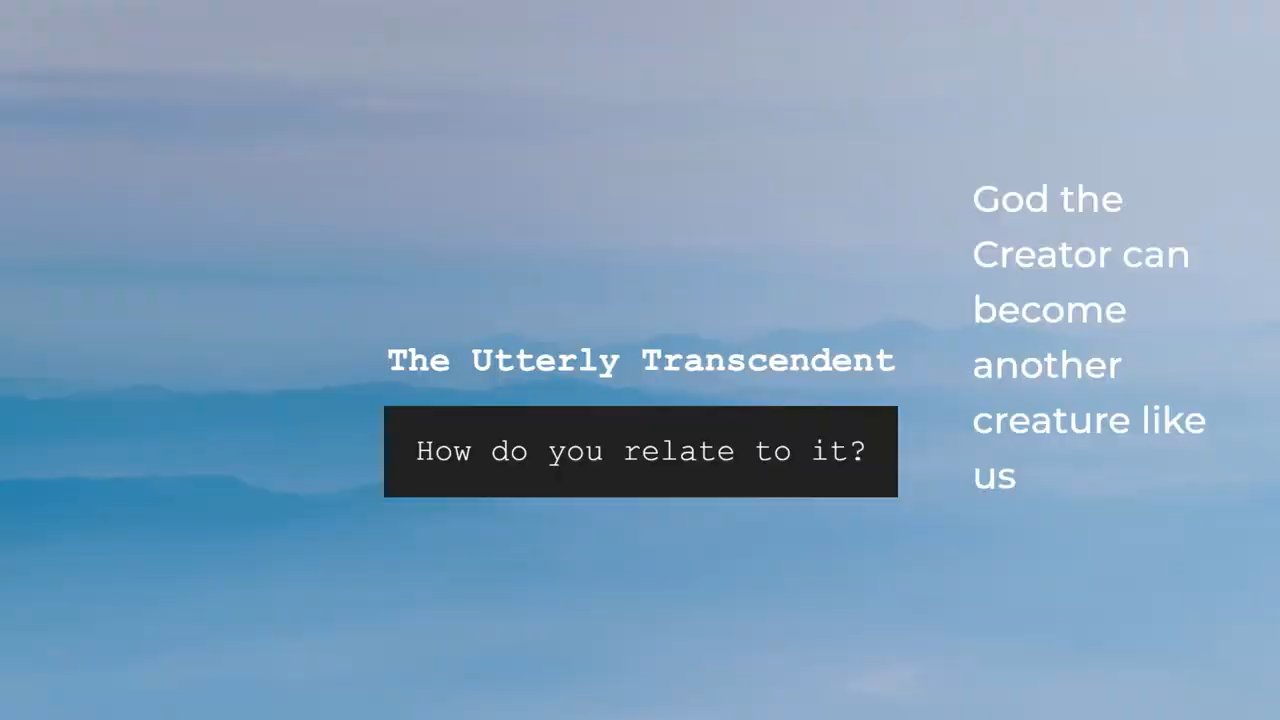 The Utterly Transcendent
How do you relate to it?
God the
Creator can
become
another
creature like
us